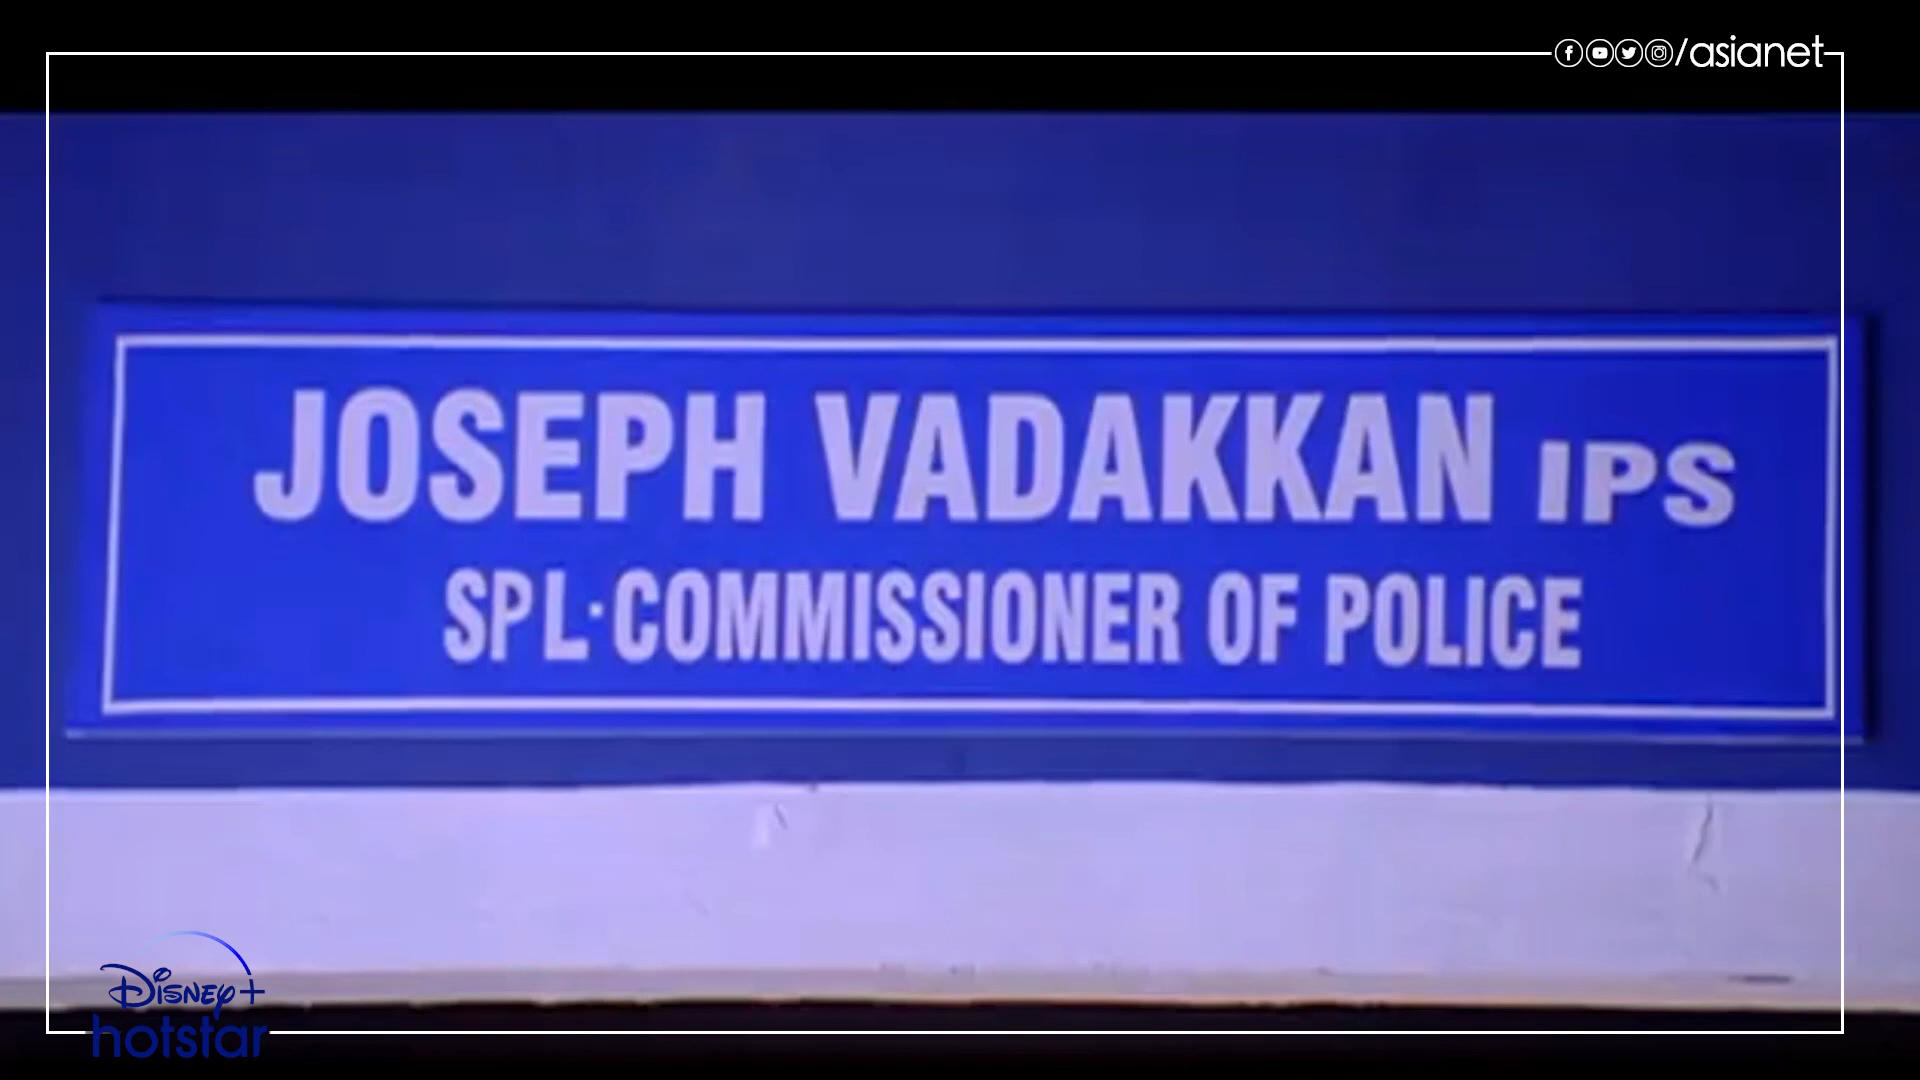 /asianet
JOSEPH VADAKKAN IPS
SPL·COMMISSIONER OF POLICE
Disney+
hotstar